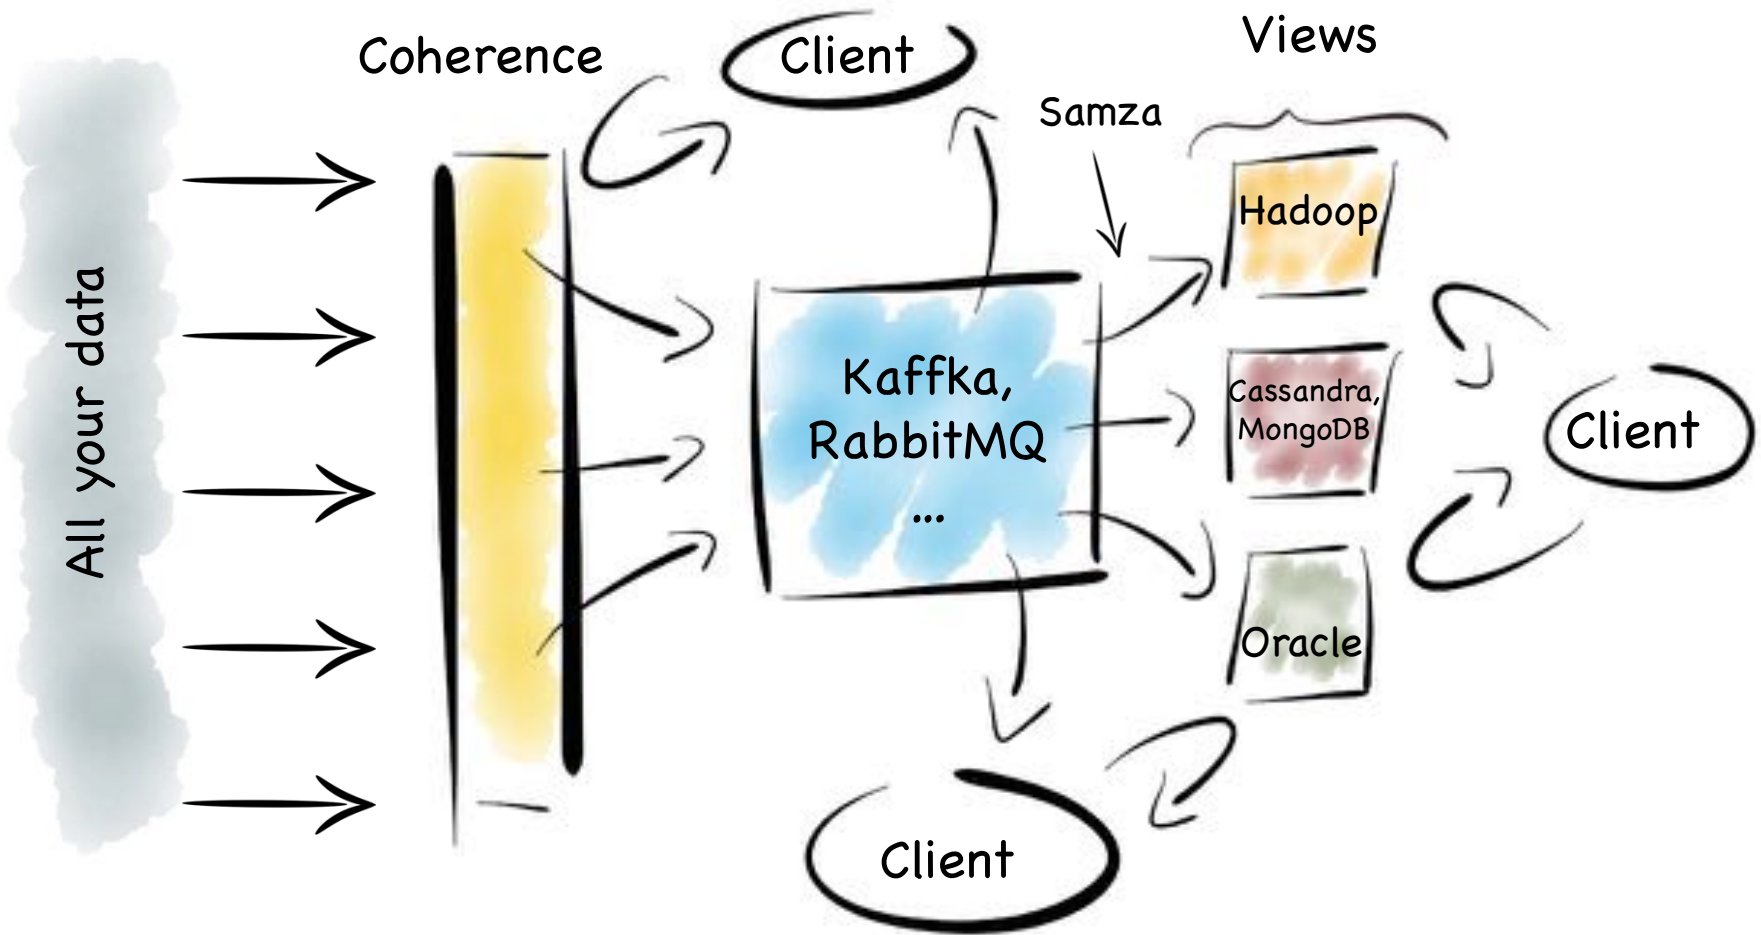 All your data
Coherence
Client
Samza
Views
Kaffka,
RabbitMQ
...
Hadoop
Cassandra,
MongoDB
Oracle
Client
Client